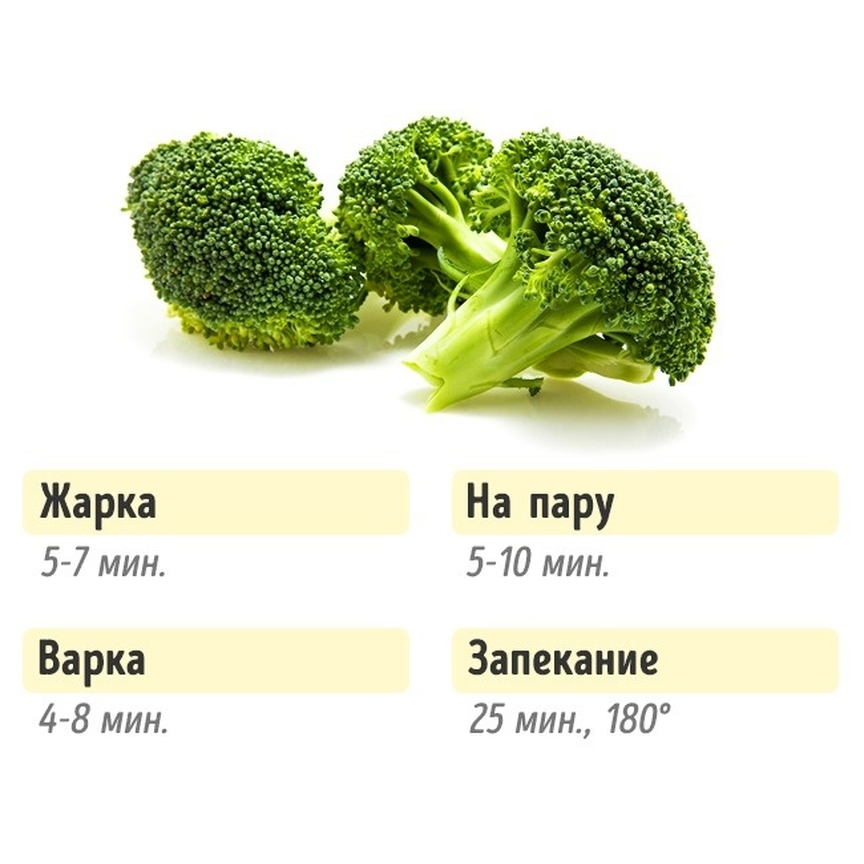 Жарка
5-7 мин.
На пару
5-10 мин.
Варка
4-8 мин.
Запекание
25 мин., 180°